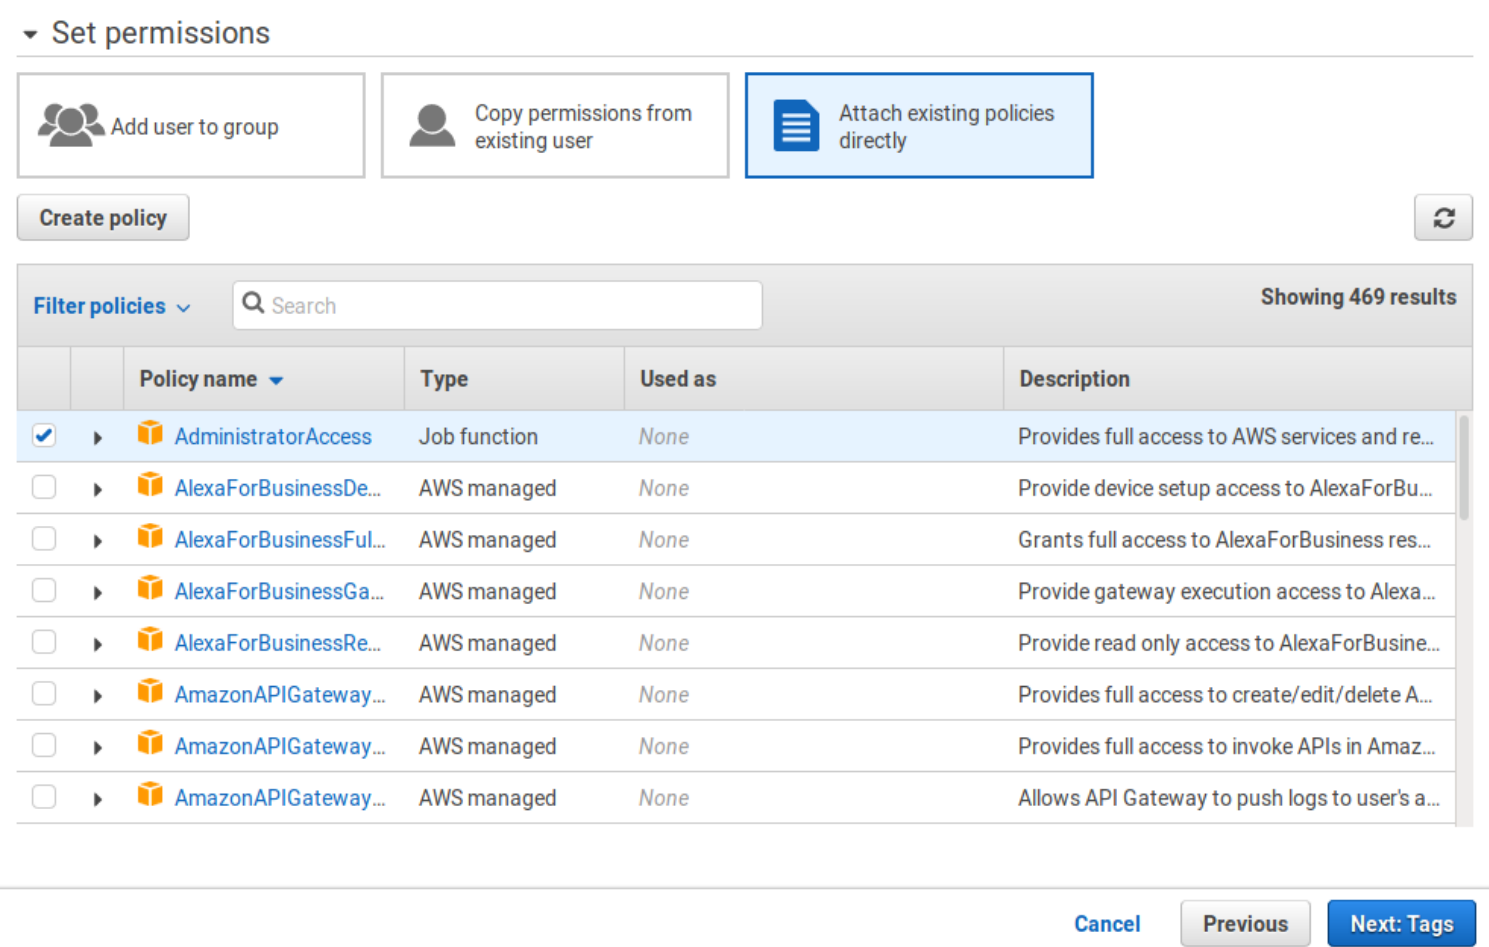 Set permissions
Add user to group
Copy permissions from
existing user
Attach existing policies
directly
Create policy
Filter policies
Search
Showing 469 results
Policy name Type Used as Description
AdministratorAccess Job function None Provides full access to AWS services and re...
AlexaForBusinessDe... AWS managed None Provide device setup access to AlexaForBu...
AlexaForBusinessFul... AWS managed None Grants full access to AlexaForBusiness res...
AlexaForBusinessGa... AWS managed None Provide gateway execution access to Alexa...
AlexaForBusinessRe... AWS managed None Provide read only access to AlexaForBusine...
AmazonAPIGateway... AWS managed None Provides full access to create/edit/delete A...
AmazonAPIGateway... AWS managed None Provides full access to invoke APIs in Amaz...
AmazonAPIGateway... AWS managed None Allows API Gateway to push logs to user's a...
Cancel Previous Next: Tags